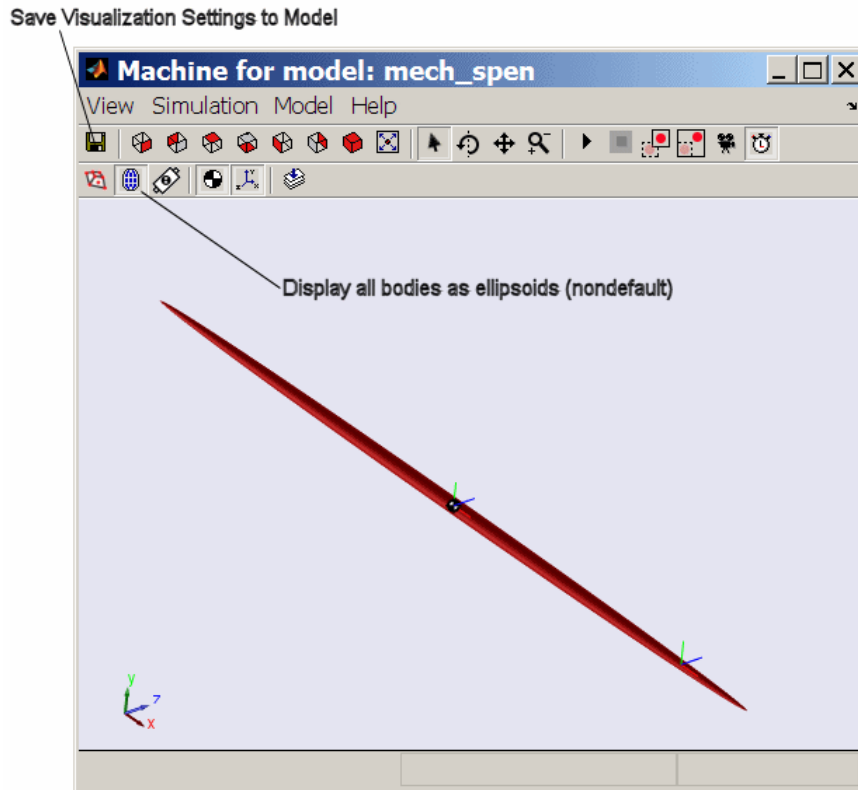 Save Visualization Settings to Model
Machine for model: mech_spen
View Simulation Model Help
Display all bodies as ellipsoids (nondefault)
y
z
x